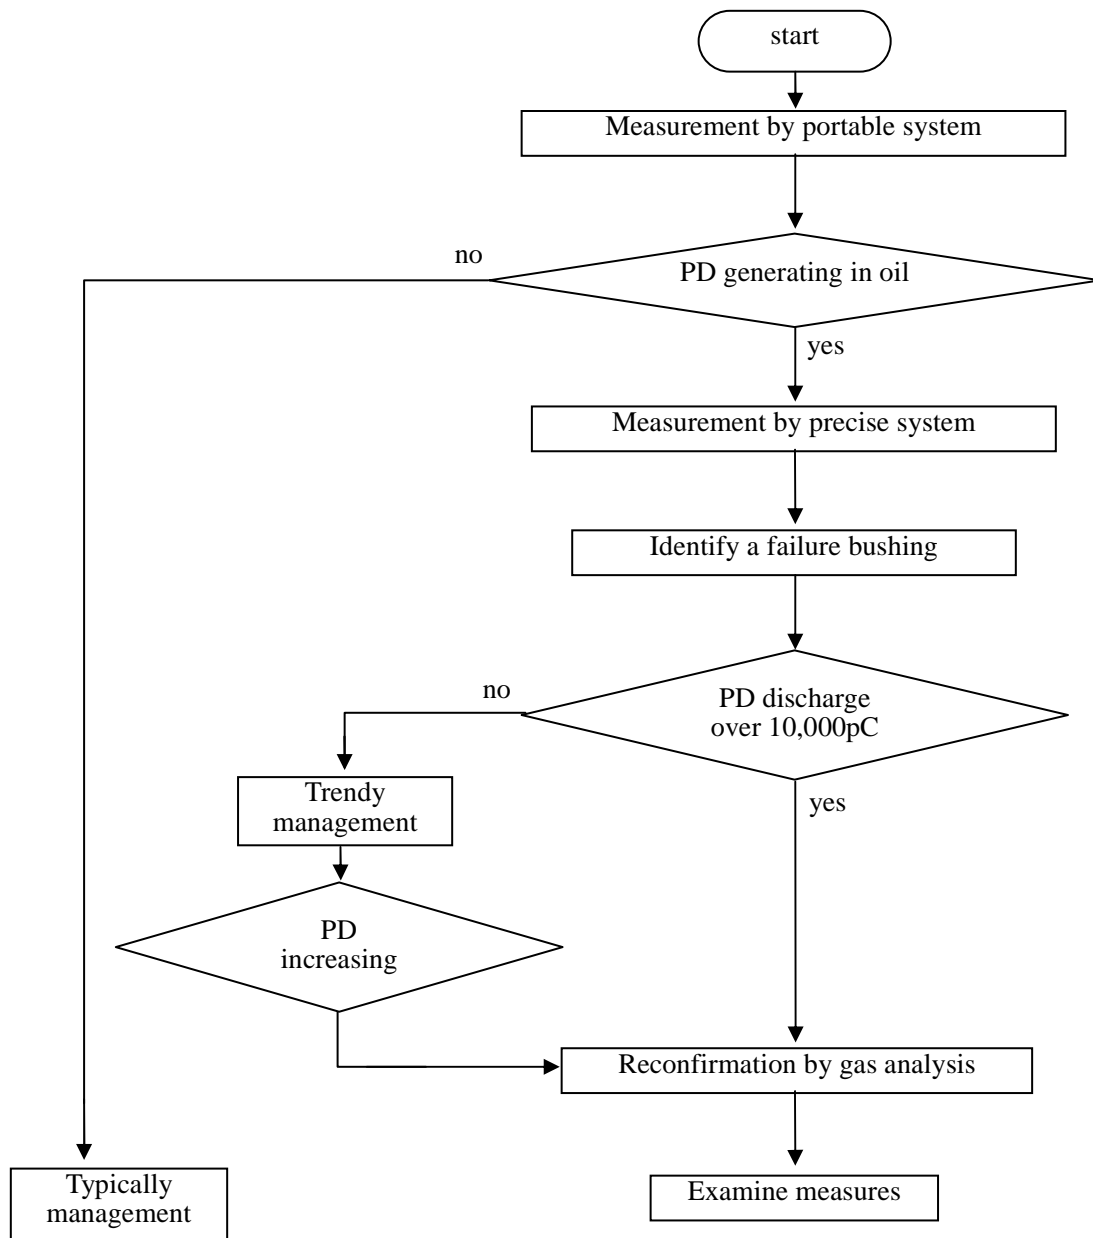 start
Measurement by portable system
no
PD generating in oil
yes
Measurement by precise system
Identify a failure bushing
no
PD discharge
over 10,000pC
yes
Trendy
management
PD
increasing
Reconfirmation by gas analysis
Typically
management
Examine measures